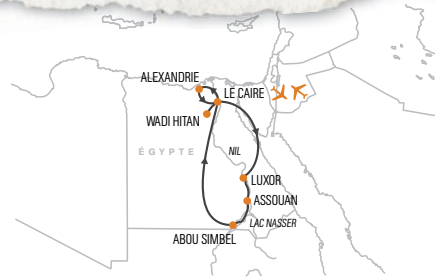 ALEXANDRIE
LE CAIRE
WADI HITAN
ÉGYPTE
NIL
LUXOR
ASSOUAN
LAC NASSER
ABOU SIMBEL